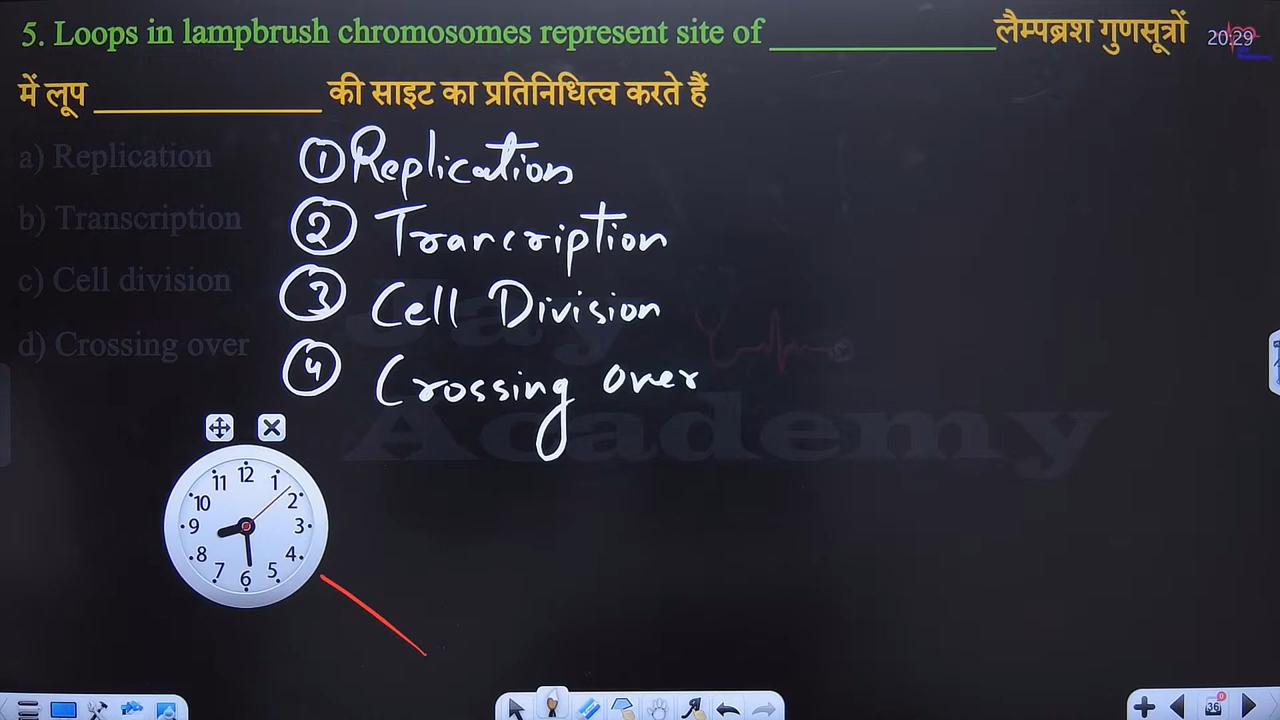 5. Loops in lampbrush chromosomes represent site of ______________ लैम्पब्रश गुणसूत्रों 20:29
में लूप ______________ की साइट का प्रतिनिधित्व करते हैं
a) Replication
b) Transcription
c) Cell division
d) Crossing over
① Replication
② Trancription
③ Cell Division
④ Crossing over
Jay
Academy
12
11 1
10 2
9 3
8 4
7 5
6
36